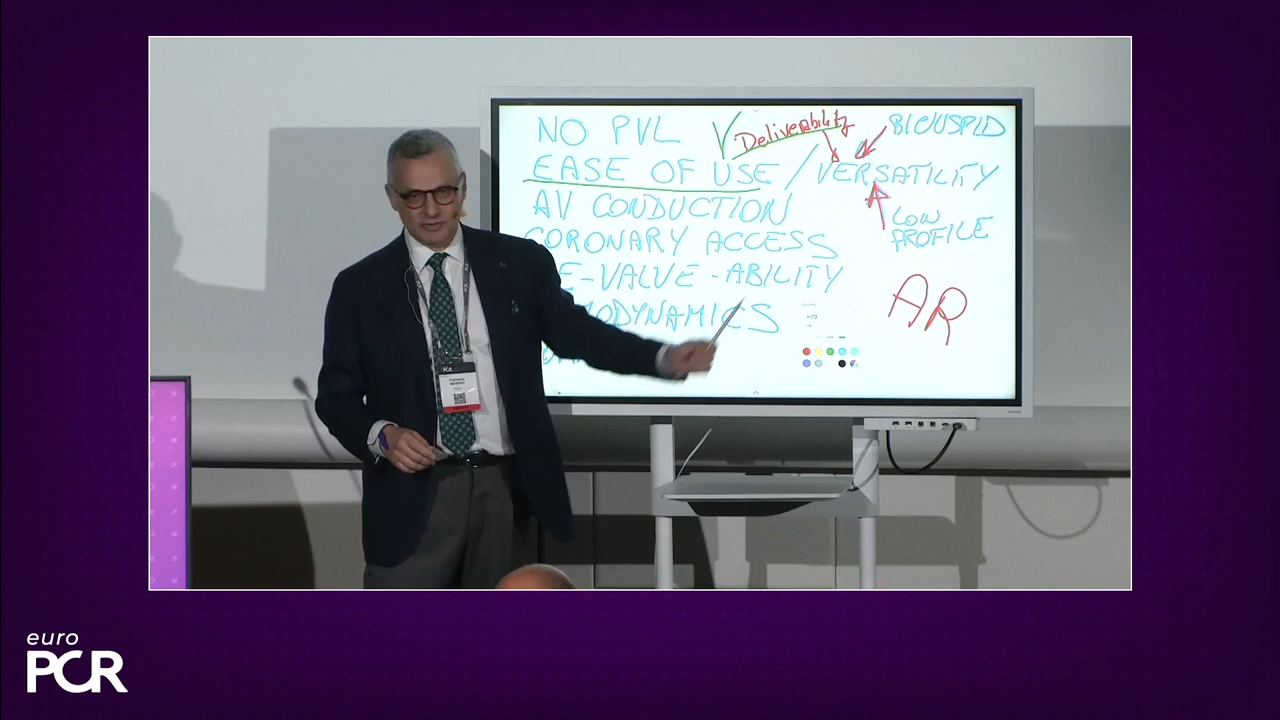 NO PVL
Deliverability
BICUSPID
EASE OF USE / VERSATILITY
AV CONDUCTION
LOW
PROFILE
CORONARY ACCESS
E-VALVE-ABILITY
ODYNAMICS
AR
PCR
euro
PCR